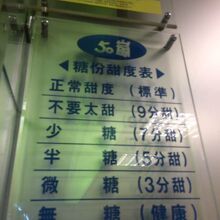 50嵐
◀糖份甜度表▶
正常甜度（標準）
不要太甜（9分甜）
少糖（7分甜）
半糖（5分甜）
微糖（3分甜）
無糖（健康）